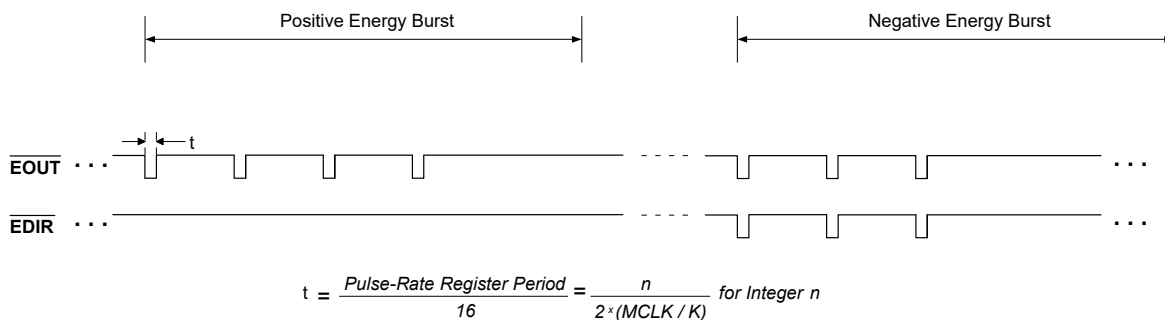 Positive Energy Burst Negative Energy Burst
t
EOUT . . . . . .
EDIR . . . . . .
t = Pulse-Rate Register Period / 16 = n / 2 x (MCLK / K) for Integer n